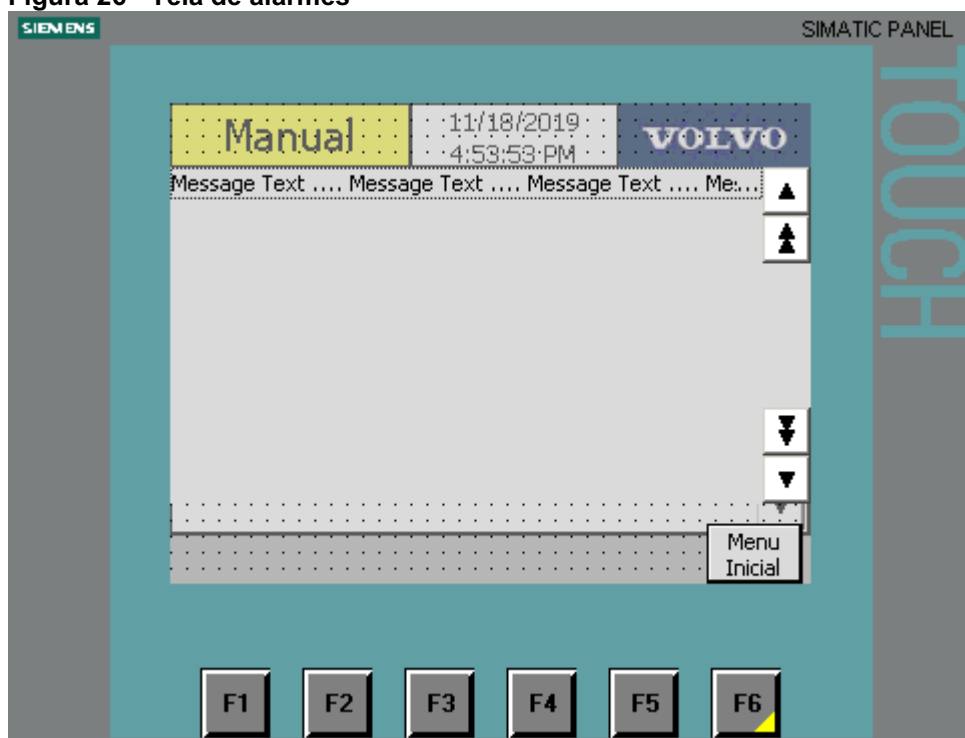 Figura 26 - Tela de alarmes
SIEMENS
SIMATIC PANEL
TOUCH
Manual
11/18/2019
4:53:53 PM
VOLVO
Message Text .... Message Text .... Message Text .... Me...
Menu
Inicial
F1 F2 F3 F4 F5 F6